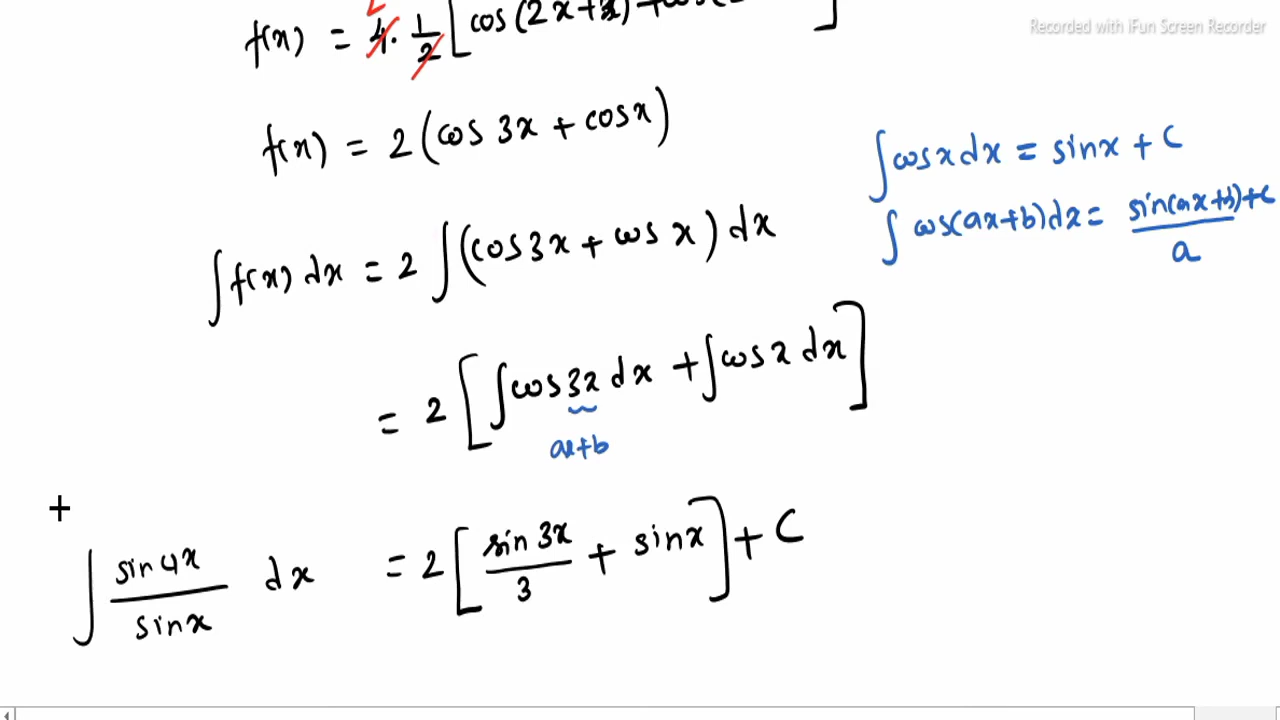 Recorded with iFun Screen Recorder
f(x) = 4. 1/2 [cos(2x+x) + cos( ]
2
f(x) = 2(cos 3x + cos x)
∫cos x dx = sin x + C
∫ cos(ax+b)dx = sin(ax+b)+c / a
∫f(x) dx = 2 ∫(cos 3x + cos x) dx
= 2 [∫cos 3x dx + ∫cos x dx]
ax+b
∫ sin 4x / sin x dx = 2 [sin 3x / 3 + sin x] + C